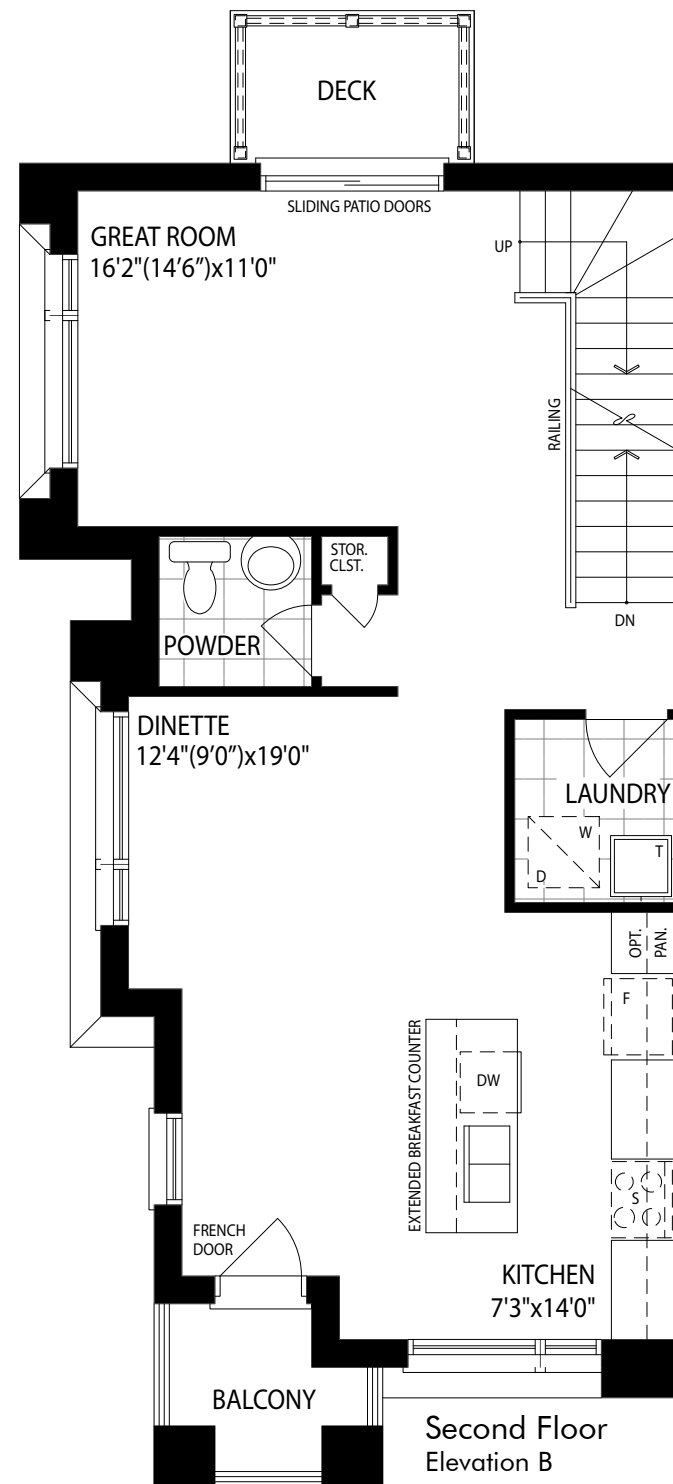 DECK
SLIDING PATIO DOORS
GREAT ROOM
16'2"(14'6")x11'0"
UP
RAILING
STOR.
CLST.
POWDER
DN
DINETTE
12'4"(9'0")x19'0"
LAUNDRY
W
D
T
OPT.
PAN.
F
EXTENDED BREAKFAST COUNTER
DW
S
FRENCH
DOOR
KITCHEN
7'3"x14'0"
BALCONY
Second Floor
Elevation B